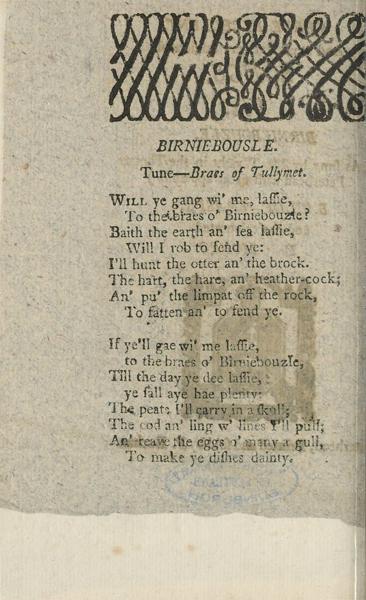 BIRNIEBOUSLE.
Tune—Braes of Tullymet.
WILL ye gang wi' me, laſſie,
To the braes o' Birniebouzle?
Baith the earth an' ſea laſſie,
Will I rob to fend ye:
I'll hunt the otter an' the brock.
The hart, the hare, an' heather-cock;
An' pu' the limpat off the rock,
To fatten an' to fend ye.
If ye'll gae wi' me laſſie,
to the braes o' Birniebouzle,
Till the day ye dee laſſie,
ye ſall aye hae plenty:
The peats I'll carry in a ſkull;
The cod an' ling w' lines I'll pull;
An' reave the eggs o' many a gull,
To make ye diſhes dainty.